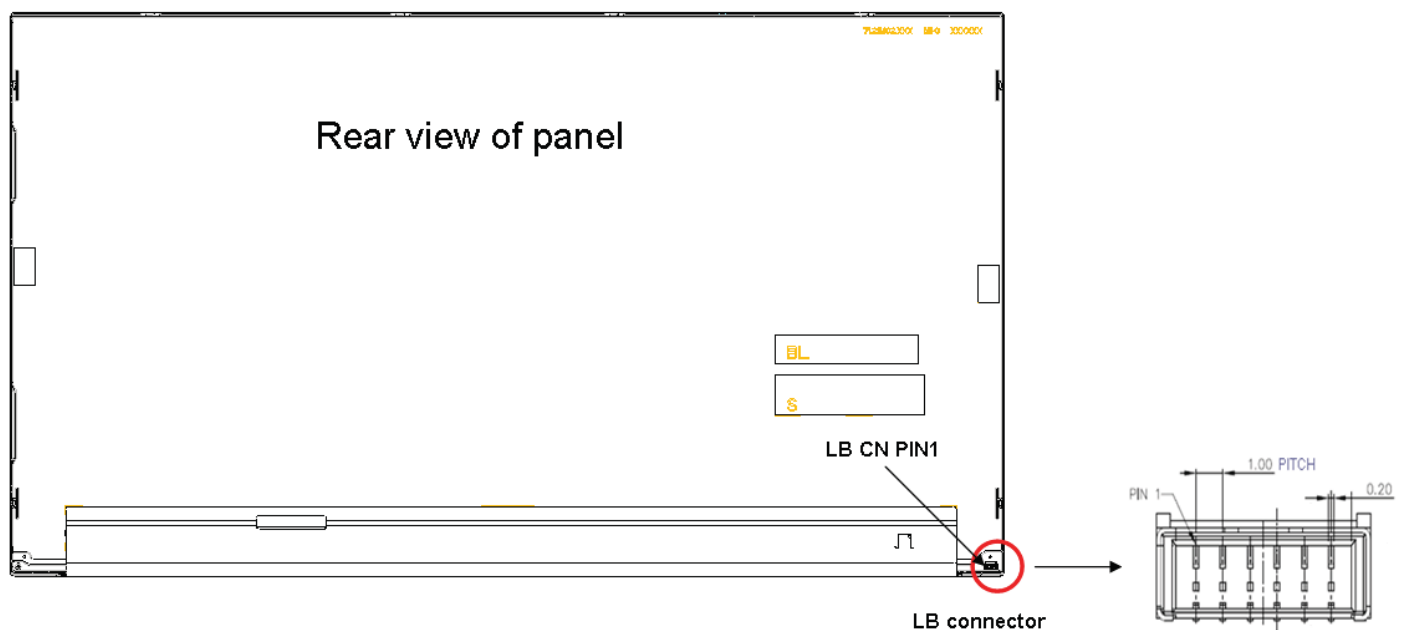 Rear view of panel
BL
S
LB CN PIN1
1.00 PITCH
PIN 1
0.20
LB connector